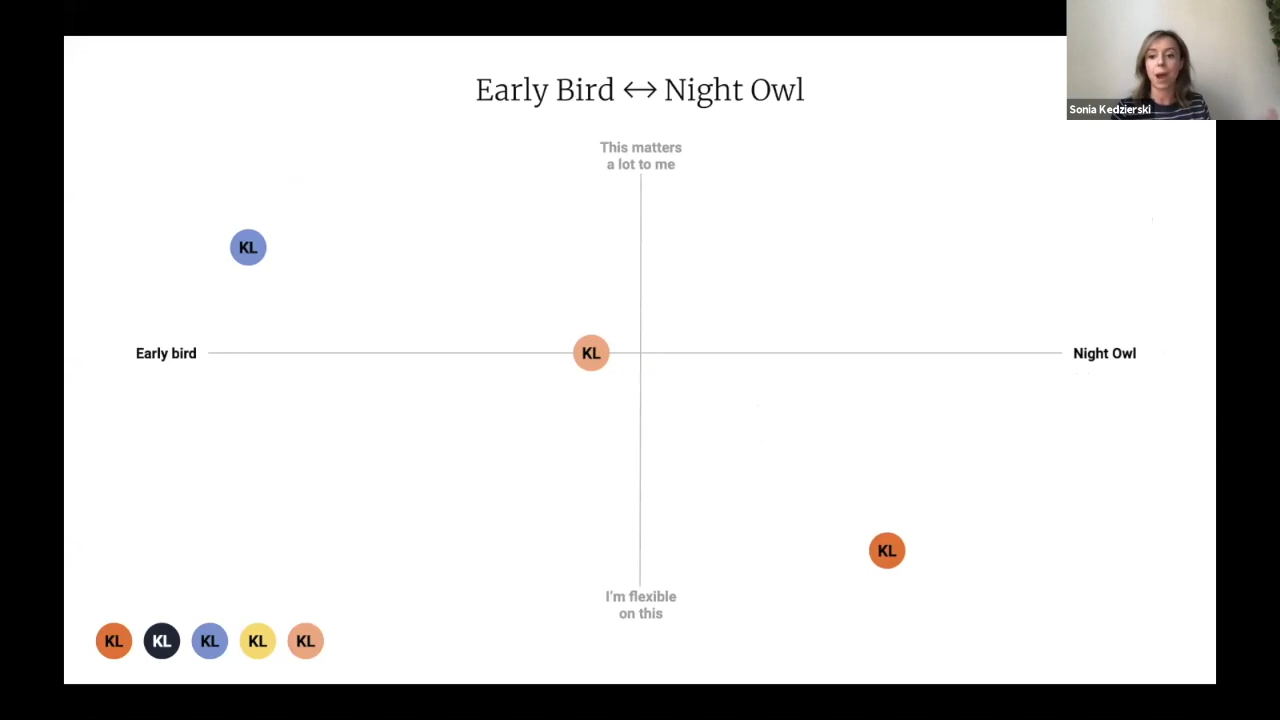 Early Bird ↔ Night Owl
Sonia Kedzierski
This matters
a lot to me
KL
Early bird
KL
Night Owl
KL
I'm flexible
on this
KL KL KL KL KL